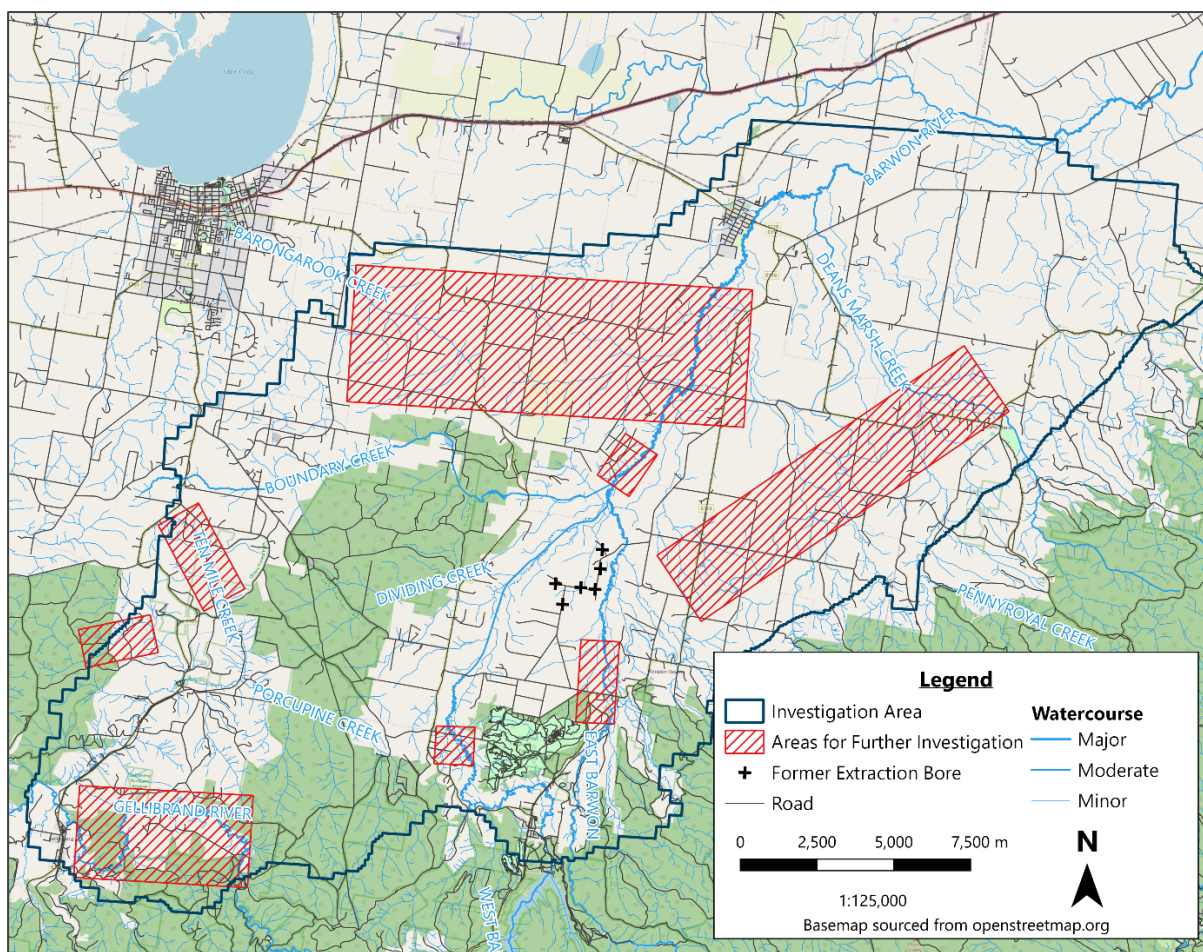 BARWON RIVER
BARONGAROOK CREEK
DEANS MARSH CREEK
BOUNDARY CREEK
TEN MILE CREEK
DIVIDING CREEK
PENNYROYAL CREEK
PORCUPINE CREEK
EAST BARWON
GELLIBRAND RIVER
WEST BA
Legend
Investigation Area
Areas for Further Investigation
Former Extraction Bore
Road
Watercourse
Major
Moderate
Minor
0 2,500 5,000 7,500 m
1:125,000
N
Basemap sourced from openstreetmap.org